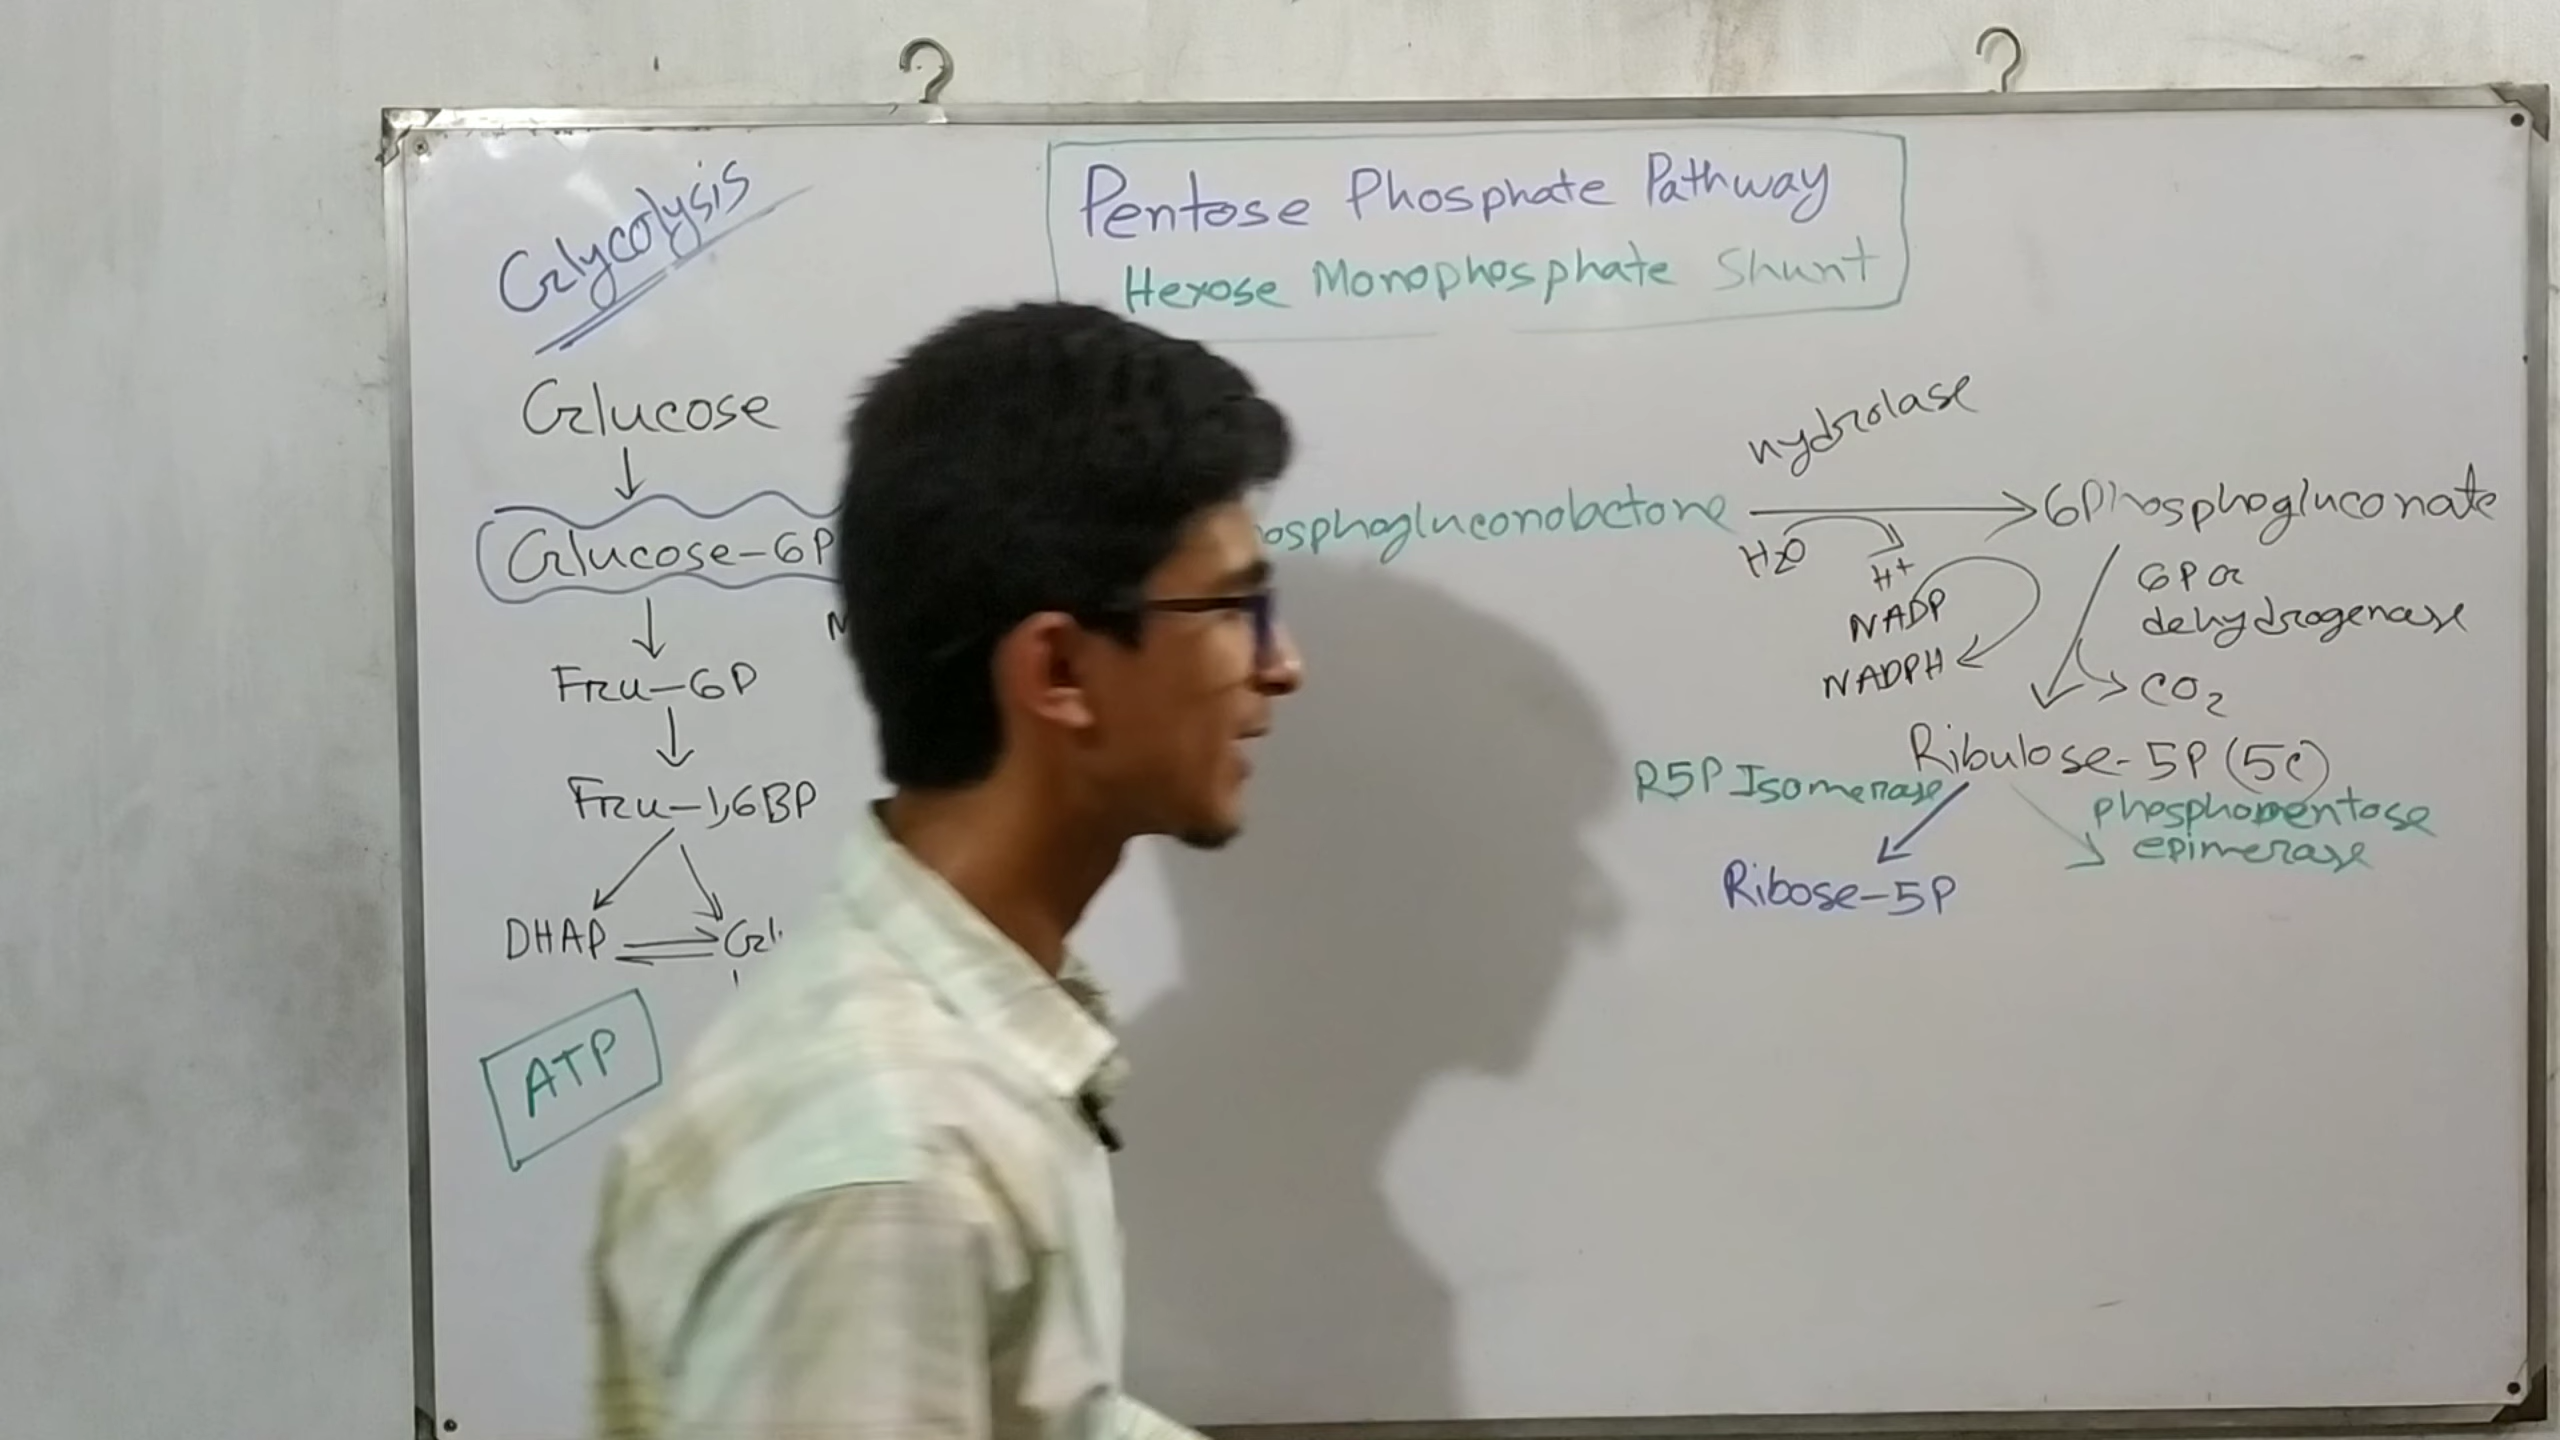 Glycolysis
Pentose Phosphate Pathway
Hexose Monophosphate Shunt
Glucose
Glucose-6P
Fru-6P
Fru-1,6BP
DHAP
ATP
osphogluconolactone
hydrolase
H2O
H+
6Phosphogluconate
NADP
NADPH
6PG
dehydrogenase
CO2
Ribulose-5P (5C)
R5P Isomerase
phosphopentose
epimerase
Ribose-5P